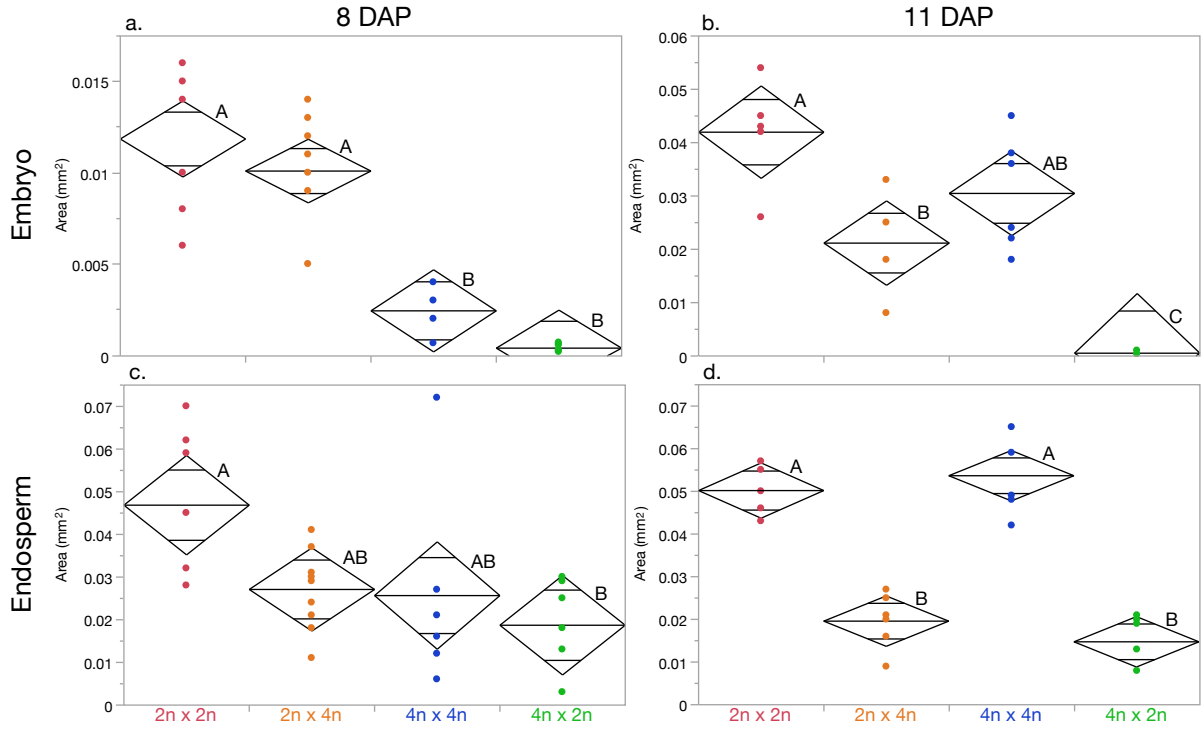 8 DAP
11 DAP
a.
b.
Embryo
Area (mm2)
0.015
0.01
0.005
0
A
A
B
B
Area (mm2)
0.06
0.05
0.04
0.03
0.02
0.01
0
A
B
AB
C
c.
d.
Endosperm
Area (mm2)
0.07
0.06
0.05
0.04
0.03
0.02
0.01
0
A
AB
AB
B
2n x 2n
2n x 4n
4n x 4n
4n x 2n
Area (mm2)
0.07
0.06
0.05
0.04
0.03
0.02
0.01
0
A
B
A
B
2n x 2n
2n x 4n
4n x 4n
4n x 2n